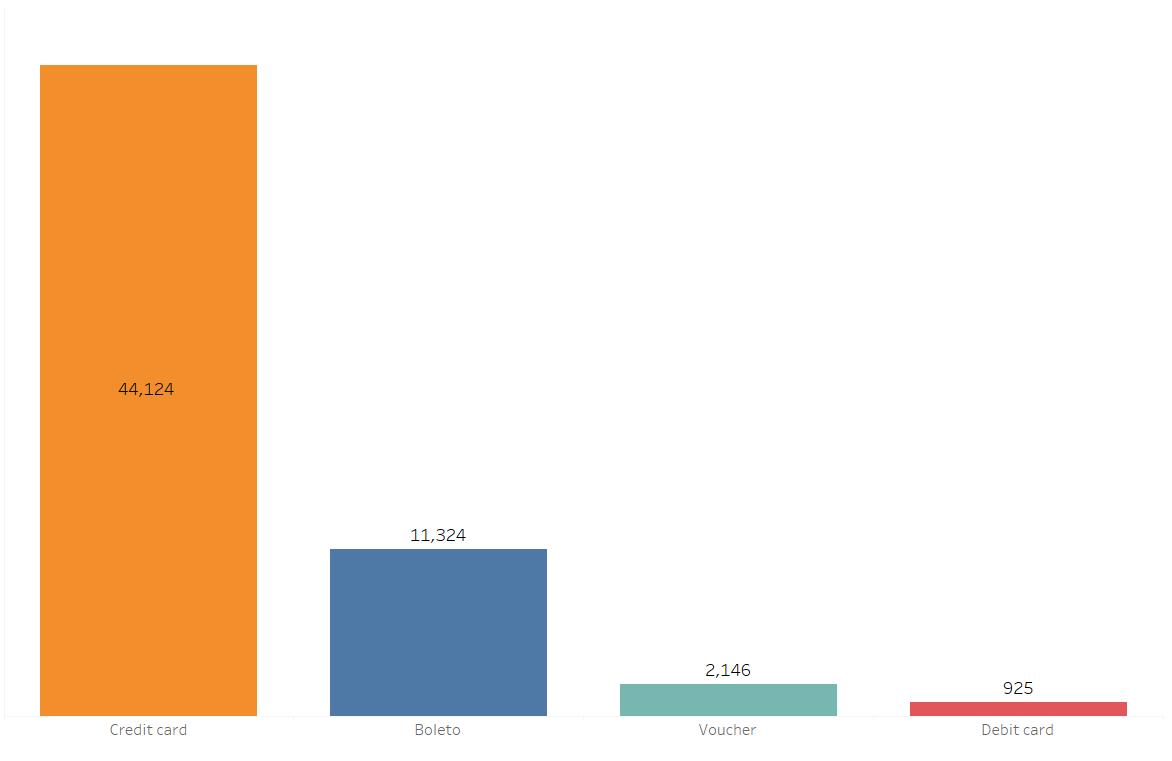 44,124
11,324
2,146
925
Credit card
Boleto
Voucher
Debit card